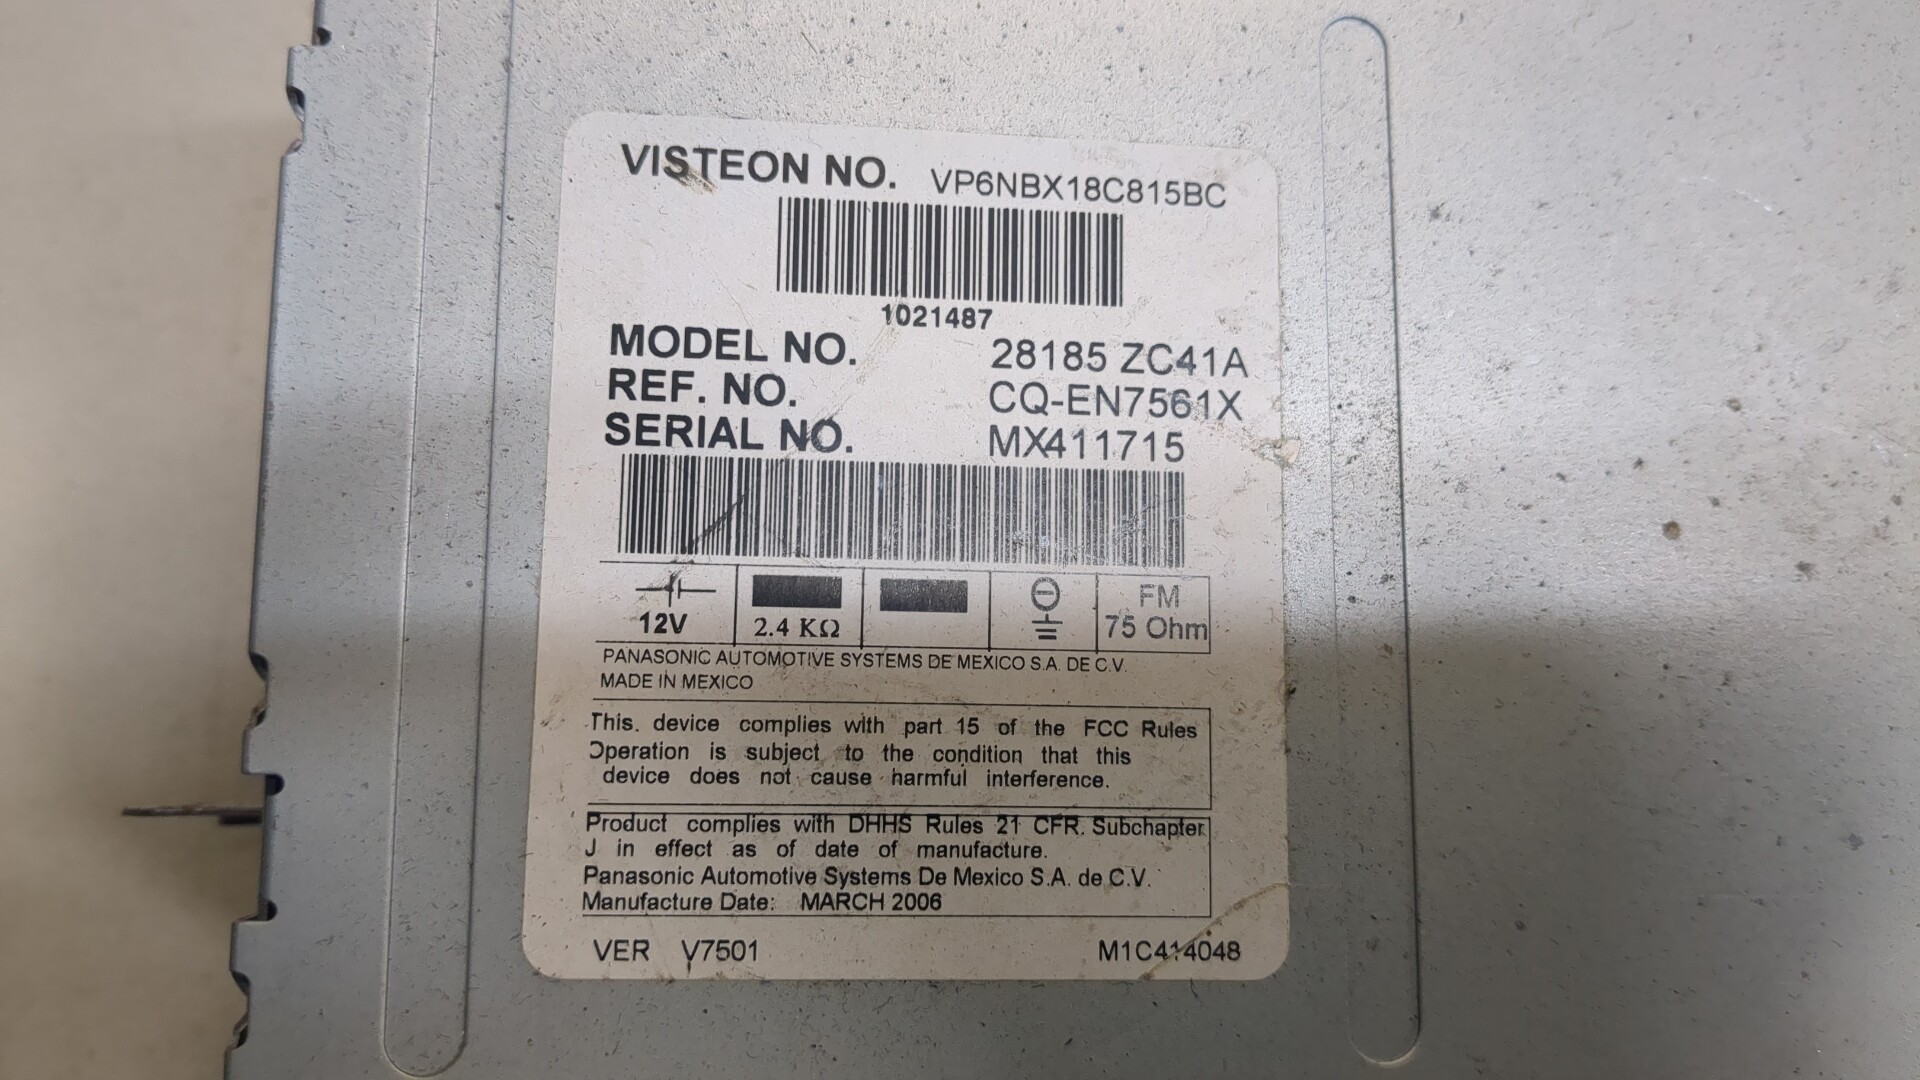 VISTEON NO. VP6NBX18C815BC
1021487
MODEL NO. 28185 ZC41A
REF. NO. CQ-EN7561X
SERIAL NO. MX411715
12V 2.4 KΩ FM 75 Ohm
PANASONIC AUTOMOTIVE SYSTEMS DE MEXICO S.A. DE C.V.
MADE IN MEXICO
This. device complies with part 15 of the FCC Rules
Operation is subject to the condition that this
device does not cause harmful interference.
Product complies with DHHS Rules 21 CFR. Subchapter
J in effect as of date of manufacture.
Panasonic Automotive Systems De Mexico S.A. de C.V.
Manufacture Date: MARCH 2006
VER V7501 M1C414048